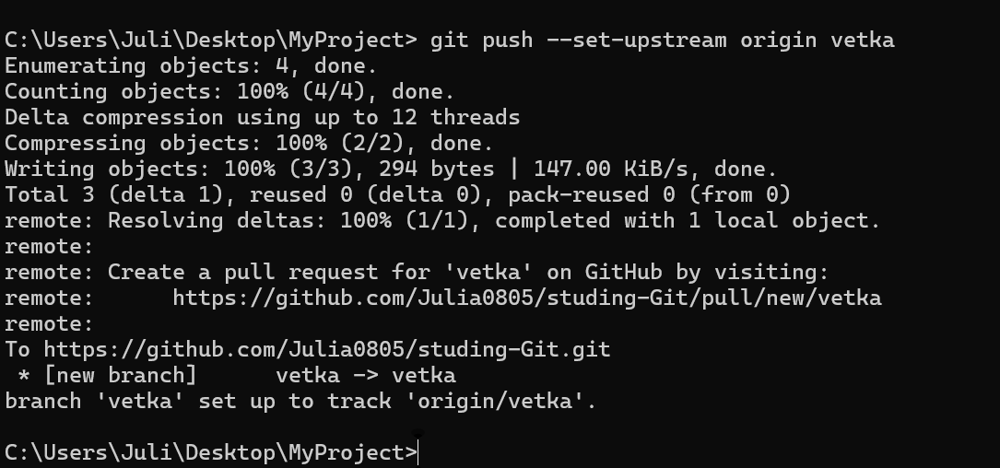 C:\Users\Juli\Desktop\MyProject> git push --set-upstream origin vetka
Enumerating objects: 4, done.
Counting objects: 100% (4/4), done.
Delta compression using up to 12 threads
Compressing objects: 100% (2/2), done.
Writing objects: 100% (3/3), 294 bytes | 147.00 KiB/s, done.
Total 3 (delta 1), reused 0 (delta 0), pack-reused 0 (from 0)
remote: Resolving deltas: 100% (1/1), completed with 1 local object.
remote:
remote: Create a pull request for 'vetka' on GitHub by visiting:
remote:      https://github.com/Julia0805/studing-Git/pull/new/vetka
remote:
To https://github.com/Julia0805/studing-Git.git
 * [new branch]      vetka -> vetka
branch 'vetka' set up to track 'origin/vetka'.
C:\Users\Juli\Desktop\MyProject>